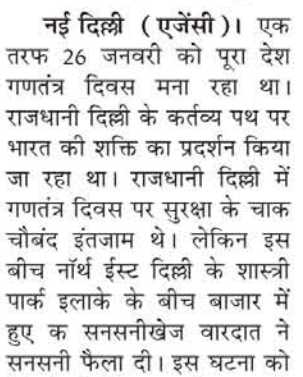 नई दिल्ली (एजेंसी)। एक
तरफ 26 जनवरी को पूरा देश
गणतंत्र दिवस मना रहा था।
राजधानी दिल्ली के कर्तव्य पथ पर
भारत की शक्ति का प्रदर्शन किया
जा रहा था। राजधानी दिल्ली में
गणतंत्र दिवस पर सुरक्षा के चाक
चौबंद इंतजाम थे। लेकिन इस
बीच नॉर्थ ईस्ट दिल्ली के शास्त्री
पार्क इलाके के बीच बाजार में
हुए क सनसनीखेज वारदात ने
सनसनी फैला दी। इस घटना को